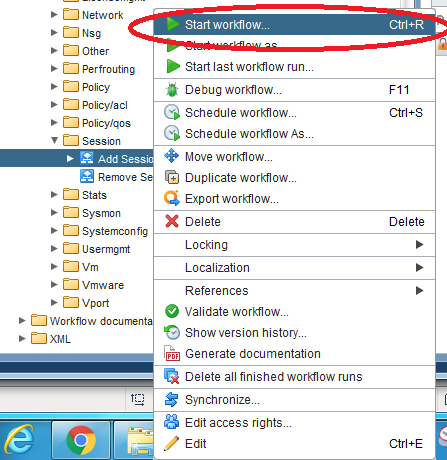 Network
Nsg
Other
Perfrouting
Policy
Policy/acl
Policy/qos
Session
Add Sessio
Remove Se
Stats
Sysmon
Systemconfig
Usermgmt
Vm
Vmware
Vport
Workflow documenta
XML
Start workflow... Ctrl+R
Start workflow as
Start last workflow run...
Debug workflow... F11
Schedule workflow... Ctrl+S
Schedule workflow As...
Move workflow...
Duplicate workflow...
Export workflow...
Delete Delete
Locking
Localization
References
Validate workflow...
Show version history...
PDF Generate documentation
Delete all finished workflow runs
Synchronize...
Edit access rights...
Edit Ctrl+E